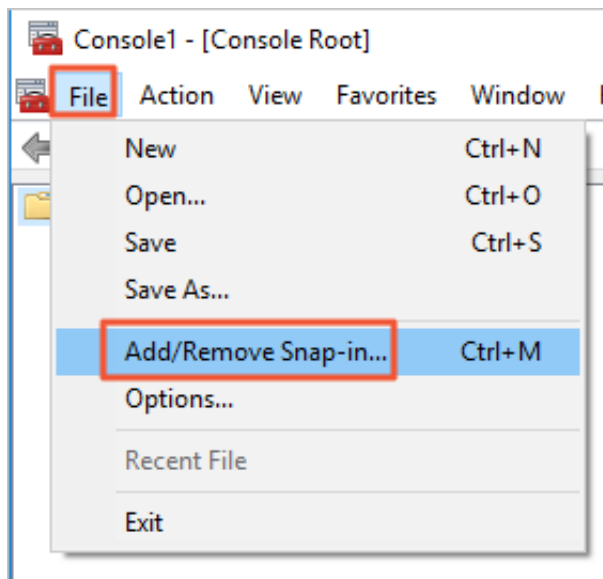 Console1 - [Console Root]
File Action View Favorites Window
New Ctrl+N
Open... Ctrl+O
Save Ctrl+S
Save As...
Add/Remove Snap-in... Ctrl+M
Options...
Recent File
Exit